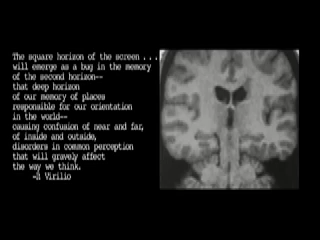 The square horizon of the screen ...
will emerge as a bug in the memory
of the second horizon--
that deep horizon
of our memory of places
responsible for our orientation
in the world--
causing confusion of near and far,
of inside and outside,
disorders in common perception
that will gravely affect
the way we think.
Virilio